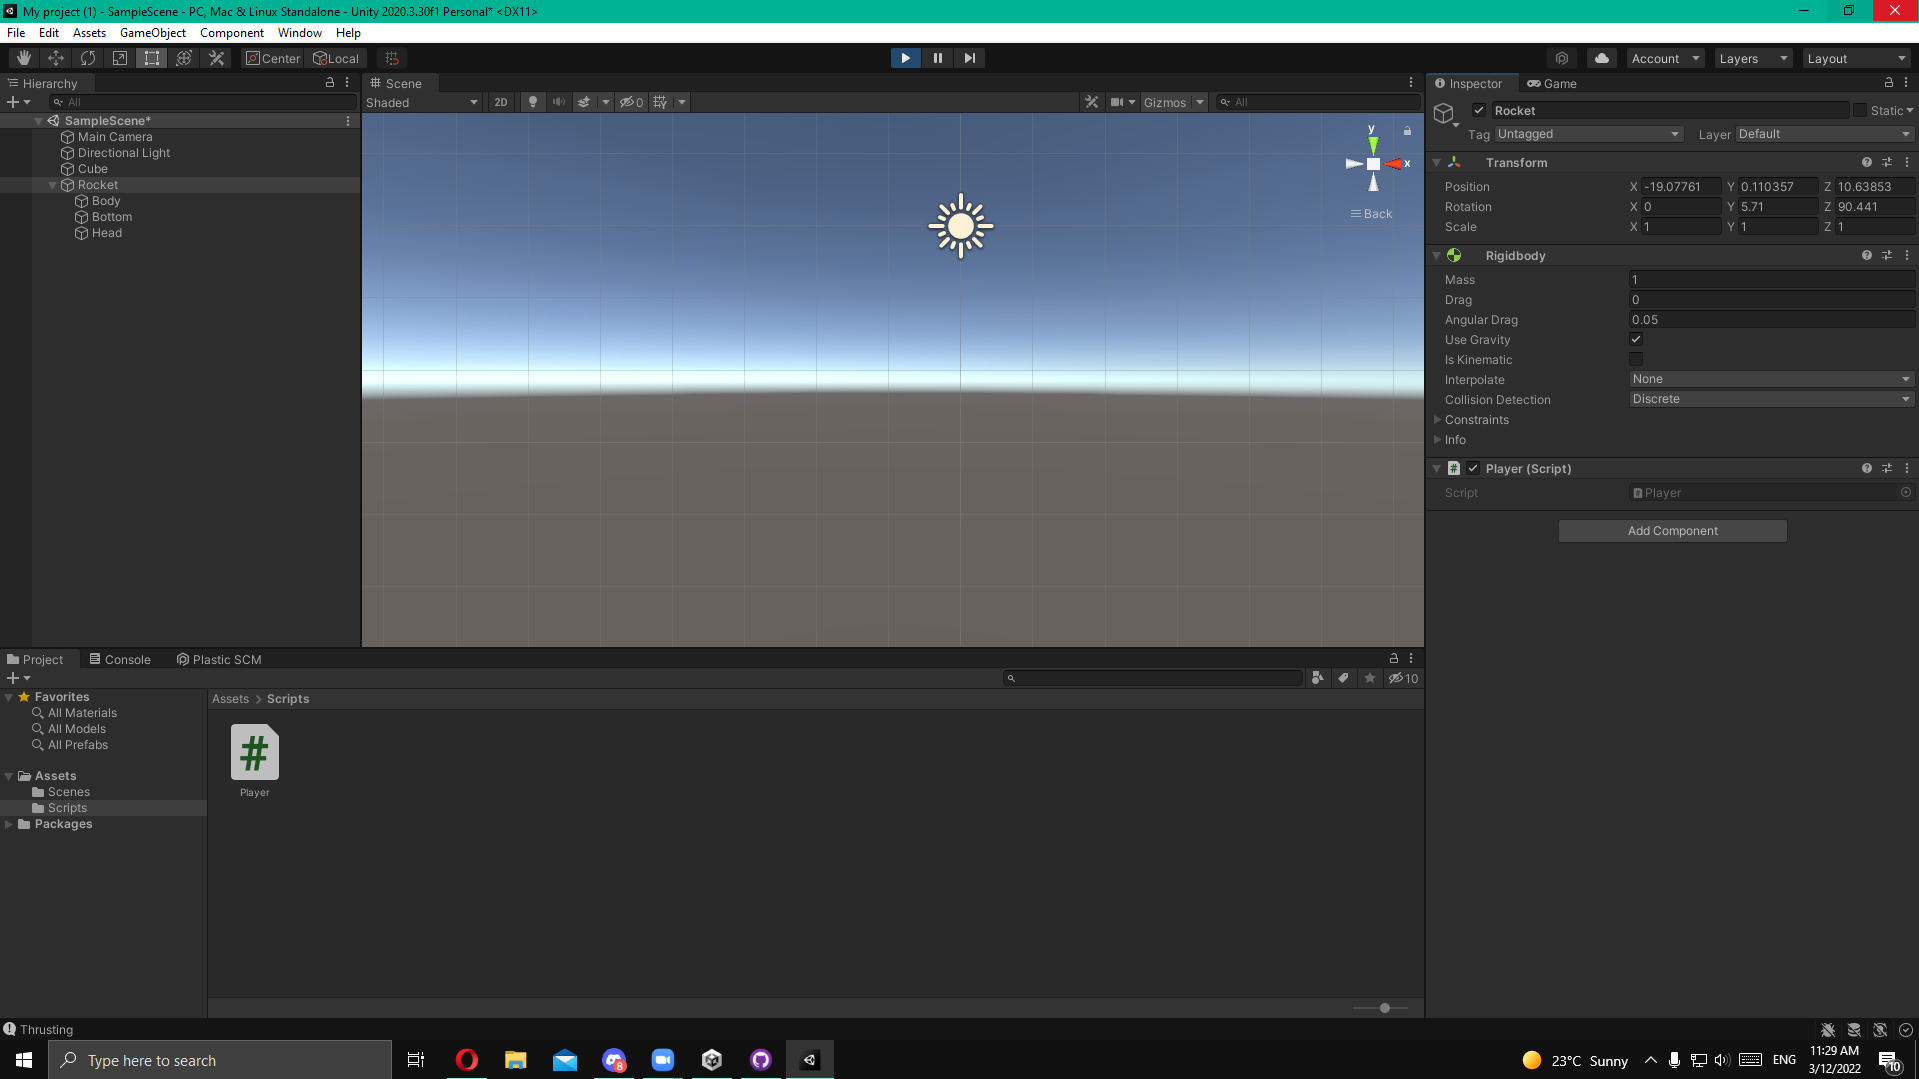 My project (1) - SampleScene - PC, Mac & Linux Standalone - Unity 2020.3.30f1 Personal* <DX11>
File Edit Assets GameObject Component Window Help
Center Local Account Layers Layout
Hierarchy
All
SampleScene*
Main Camera
Directional Light
Cube
Rocket
Body
Bottom
Head
Scene
Shaded 2D 0 Gizmos All
y
x
Back
Inspector Game
Rocket Static
Tag Untagged Layer Default
Transform
Position X -19.07761 Y 0.110357 Z 10.63853
Rotation X 0 Y 5.71 Z 90.441
Scale X 1 Y 1 Z 1
Rigidbody
Mass 1
Drag 0
Angular Drag 0.05
Use Gravity
Is Kinematic
Interpolate None
Collision Detection Discrete
Constraints
Info
# Player (Script)
Script Player
Add Component
Project Console Plastic SCM
10
Favorites
All Materials
All Models
All Prefabs
Assets
Scenes
Scripts
Packages
Assets > Scripts
#
Player
Thrusting
Type here to search
8
23°C Sunny
ENG
11:29 AM
3/12/2022
10